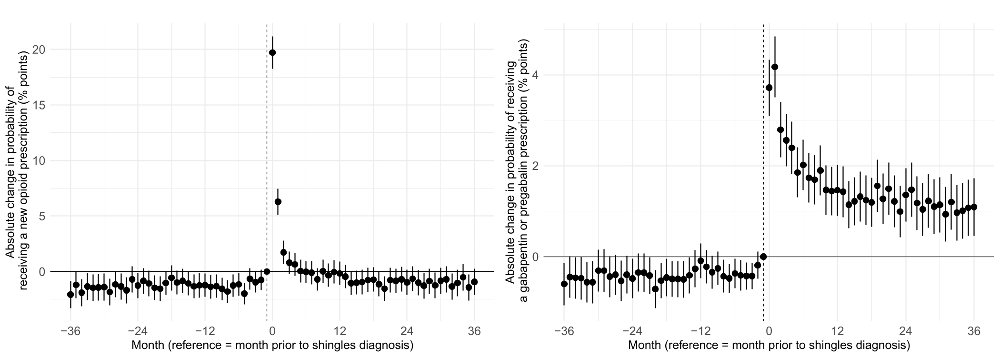 Absolute change in probability of
receiving a new opioid prescription (% points)
20
15
10
5
0
−36 −24 −12 0 12 24 36
Month (reference = month prior to shingles diagnosis)
Absolute change in probability of receiving
a gabapentin or pregabalin prescription (% points)
4
2
0
−36 −24 −12 0 12 24 36
Month (reference = month prior to shingles diagnosis)